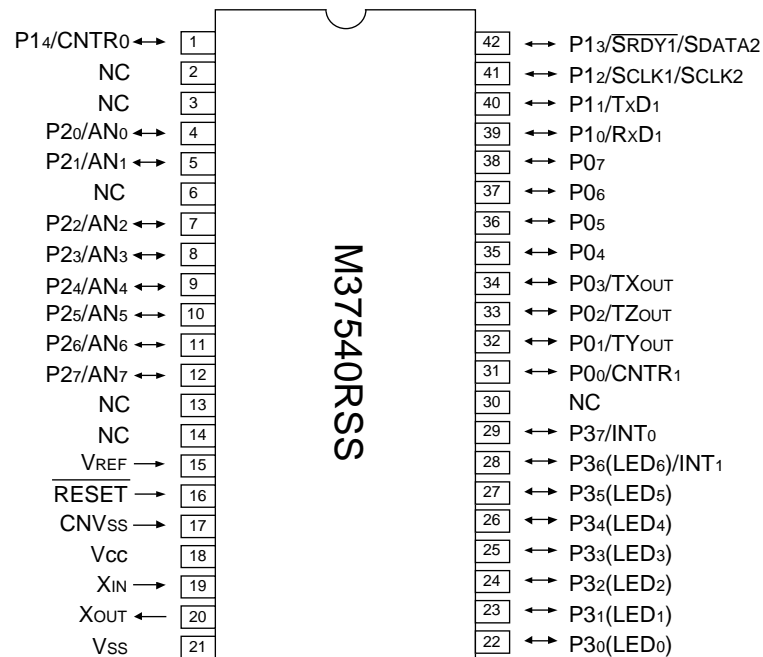 P14/CNTR0 1
NC 2
NC 3
P20/AN0 4
P21/AN1 5
NC 6
P22/AN2 7
P23/AN3 8
P24/AN4 9
P25/AN5 10
P26/AN6 11
P27/AN7 12
NC 13
NC 14
VREF 15
RESET 16
CNVSS 17
Vcc 18
XIN 19
XOUT 20
VSS 21
M37540RSS
42 P13/SRDY1/SDATA2
41 P12/SCLK1/SCLK2
40 P11/TXD1
39 P10/RXD1
38 P07
37 P06
36 P05
35 P04
34 P03/TXOUT
33 P02/TZOUT
32 P01/TYOUT
31 P00/CNTR1
30 NC
29 P37/INT0
28 P36(LED6)/INT1
27 P35(LED5)
26 P34(LED4)
25 P33(LED3)
24 P32(LED2)
23 P31(LED1)
22 P30(LED0)